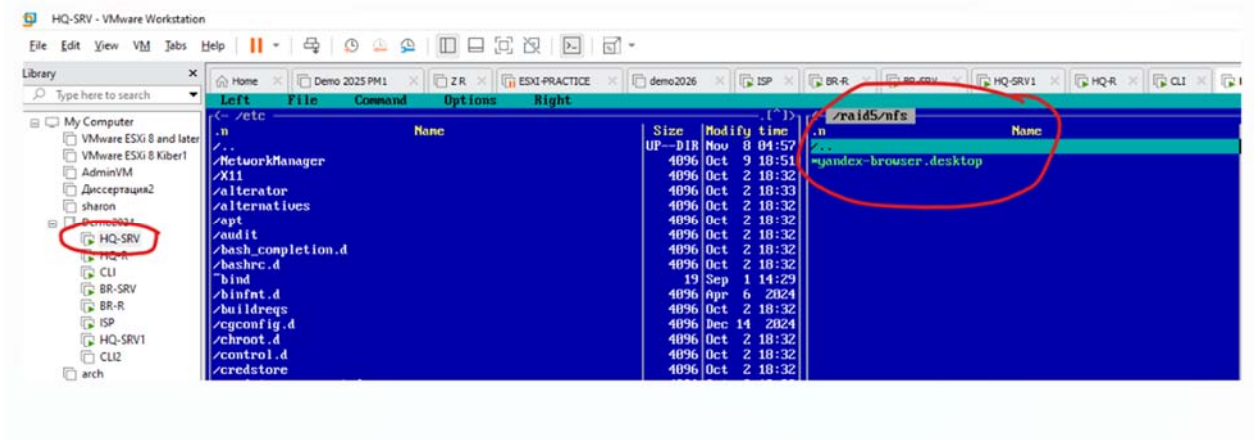 HQ-SRV - VMware Workstation
File Edit View VM Tabs Help
Library
Type here to search
Home Demo 2025 PM1 Z R ESXI-PRACTICE demo2026 ISP BR-R BR-SRV HQ-SRV1 HQ-R CLI
My Computer
VMware ESXi 8 and later
VMware ESXi 8 Kiber1
AdminVM
Диссертация2
sharon
Demo2024
HQ-SRV
HQ-R
CLI
BR-SRV
BR-R
ISP
HQ-SRV1
CLI2
arch
Left File Command Options Right
<- /etc .[^]>
.n Name Size Modify time
/.. UP--DIR Nov 8 04:57
/NetworkManager 4096 Oct 9 18:51
/X11 4096 Oct 2 18:32
/alterator 4096 Oct 2 18:33
/alternatives 4096 Oct 2 18:32
/apt 4096 Oct 2 18:32
/audit 4096 Oct 2 18:32
/bash_completion.d 4096 Oct 2 18:32
/bashrc.d 4096 Oct 2 18:32
~bind 19 Sep 1 14:29
/binfmt.d 4096 Apr 6 2024
/buildreqs 4096 Oct 2 18:32
/cgconfig.d 4096 Dec 14 2024
/chroot.d 4096 Oct 2 18:32
/control.d 4096 Oct 2 18:32
/credstore 4096 Oct 2 18:32
<- /raid5/nfs
.n Name
/..
*yandex-browser.desktop